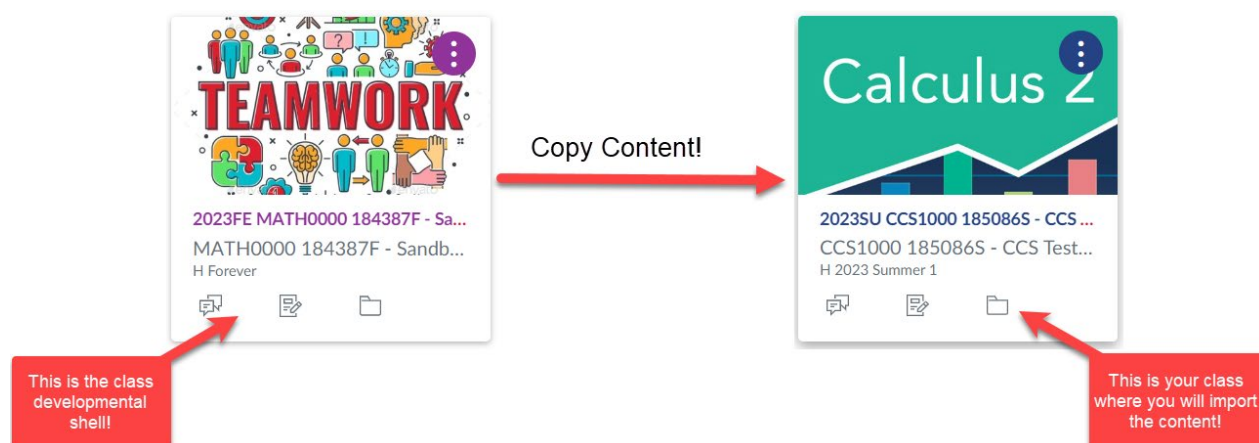 TEAMWORK
2023FE MATH0000 184387F - Sa...
MATH0000 184387F - Sandb...
H Forever
Copy Content!
Calculus 2
2023SU CCS1000 185086S - CCS ...
CCS1000 185086S - CCS Test...
H 2023 Summer 1
This is the class
developmental
shell!
This is your class
where you will import
the content!